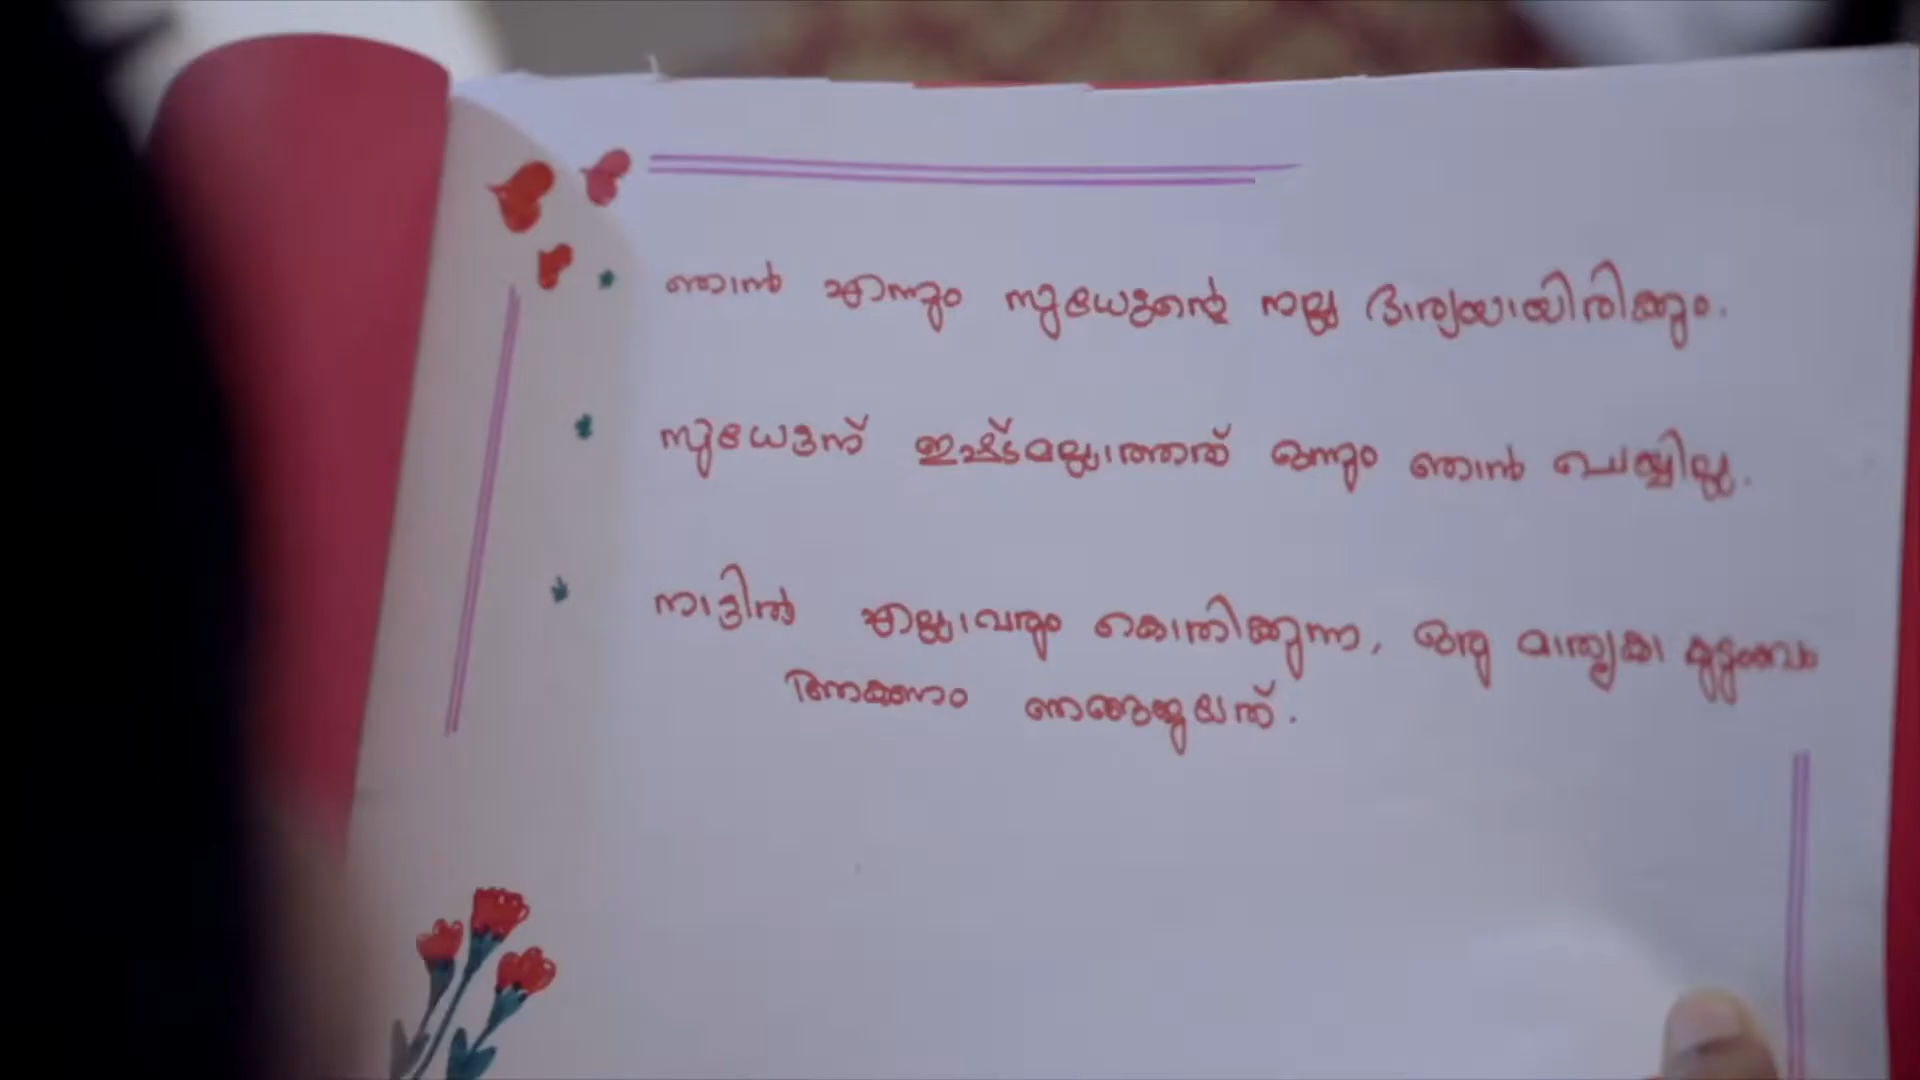 ഞാൻ എന്നും സുധേട്ടന്റെ നല്ല ഭാര്യയായിരിക്കും.
സുധേട്ടന് ഇഷ്ടമല്ലാത്തത് ഒന്നും ഞാൻ ചെയ്യില്ല.
നാട്ടിൽ എല്ലാവരും കൊതിക്കുന്ന, ഒരു മാതൃകാ കുടുംബം
ആകണം ഞങ്ങളുടേത്.